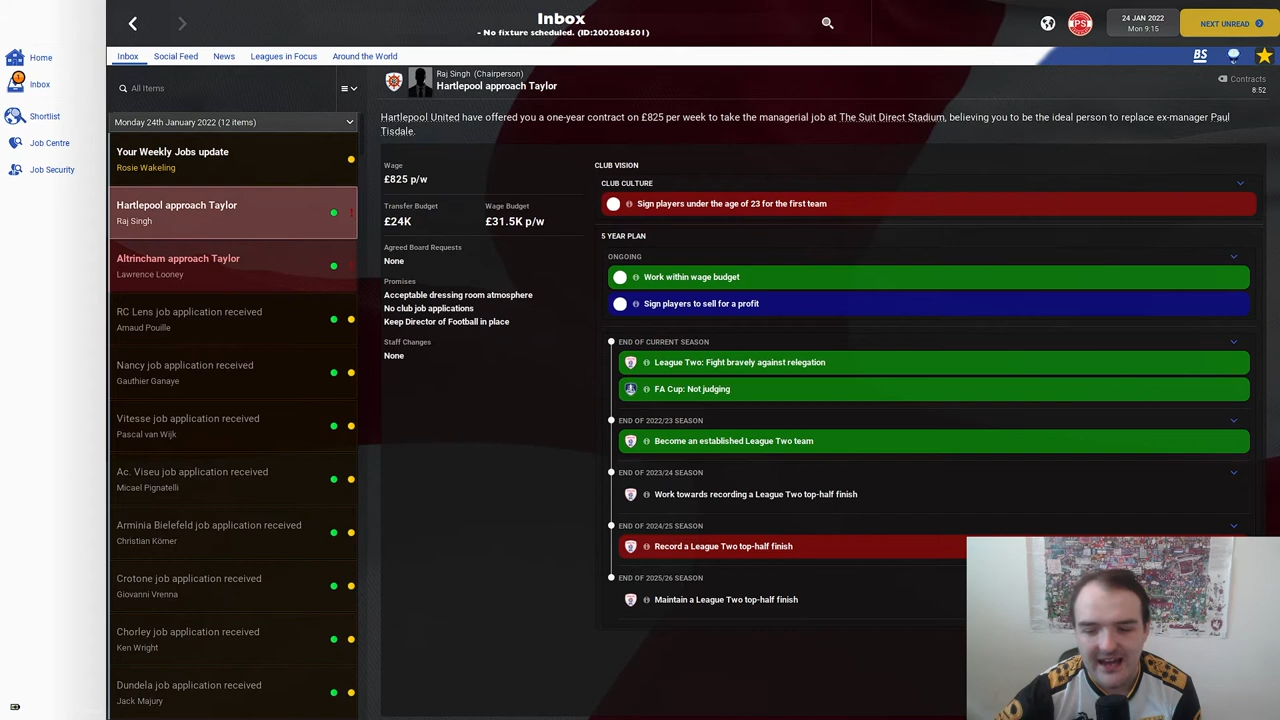 Inbox
- No fixture scheduled. (ID:2002084501)
24 JAN 2022
Mon 9:15
NEXT UNREAD
Home
Inbox
Shortlist
Job Centre
Job Security
Inbox
Social Feed
News
Leagues in Focus
Around the World
BS
All Items
Monday 24th January 2022 (12 items)
Your Weekly Jobs update
Rosie Wakeling
Hartlepool approach Taylor
Raj Singh
Altrincham approach Taylor
Lawrence Looney
RC Lens job application received
Arnaud Pouille
Nancy job application received
Gauthier Ganaye
Vitesse job application received
Pascal van Wijk
Ac. Viseu job application received
Micael Pignatelli
Arminia Bielefeld job application received
Christian Körner
Crotone job application received
Giovanni Vrenna
Chorley job application received
Ken Wright
Dundela job application received
Jack Majury
Raj Singh (Chairperson)
Hartlepool approach Taylor
Contracts
8:52
Hartlepool United have offered you a one-year contract on £825 per week to take the managerial job at The Suit Direct Stadium, believing you to be the ideal person to replace ex-manager Paul
Tisdale.
Wage
£825 p/w
Transfer Budget
£24K
Wage Budget
£31.5K p/w
Agreed Board Requests
None
Promises
Acceptable dressing room atmosphere
No club job applications
Keep Director of Football in place
Staff Changes
None
CLUB VISION
CLUB CULTURE
Sign players under the age of 23 for the first team
5 YEAR PLAN
ONGOING
Work within wage budget
Sign players to sell for a profit
END OF CURRENT SEASON
League Two: Fight bravely against relegation
FA Cup: Not judging
END OF 2022/23 SEASON
Become an established League Two team
END OF 2023/24 SEASON
Work towards recording a League Two top-half finish
END OF 2024/25 SEASON
Record a League Two top-half finish
END OF 2025/26 SEASON
Maintain a League Two top-half finish